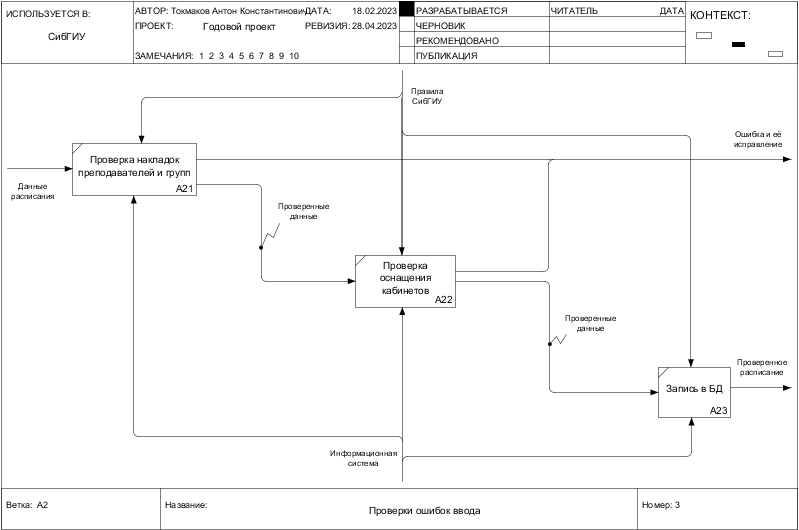 ИСПОЛЬЗУЕТСЯ В:
СибГИУ
АВТОР: Токмаков Антон Константинович
ДАТА: 18.02.2023
ПРОЕКТ: Годовой проект
РЕВИЗИЯ: 28.04.2023
ЗАМЕЧАНИЯ: 1 2 3 4 5 6 7 8 9 10
РАЗРАБАТЫВАЕТСЯ
ЧЕРНОВИК
РЕКОМЕНДОВАНО
ПУБЛИКАЦИЯ
ЧИТАТЕЛЬ ДАТА
КОНТЕКСТ:
Правила
СибГИУ
Ошибка и её
исправление
Проверка накладок
преподавателей и групп
A21
Данные
расписания
Проверенные
данные
Проверка
оснащения
кабинетов
A22
Проверенные
данные
Проверенное
расписание
Запись в БД
A23
Информационная
система
Ветка: A2
Название:
Проверки ошибок ввода
Номер: 3